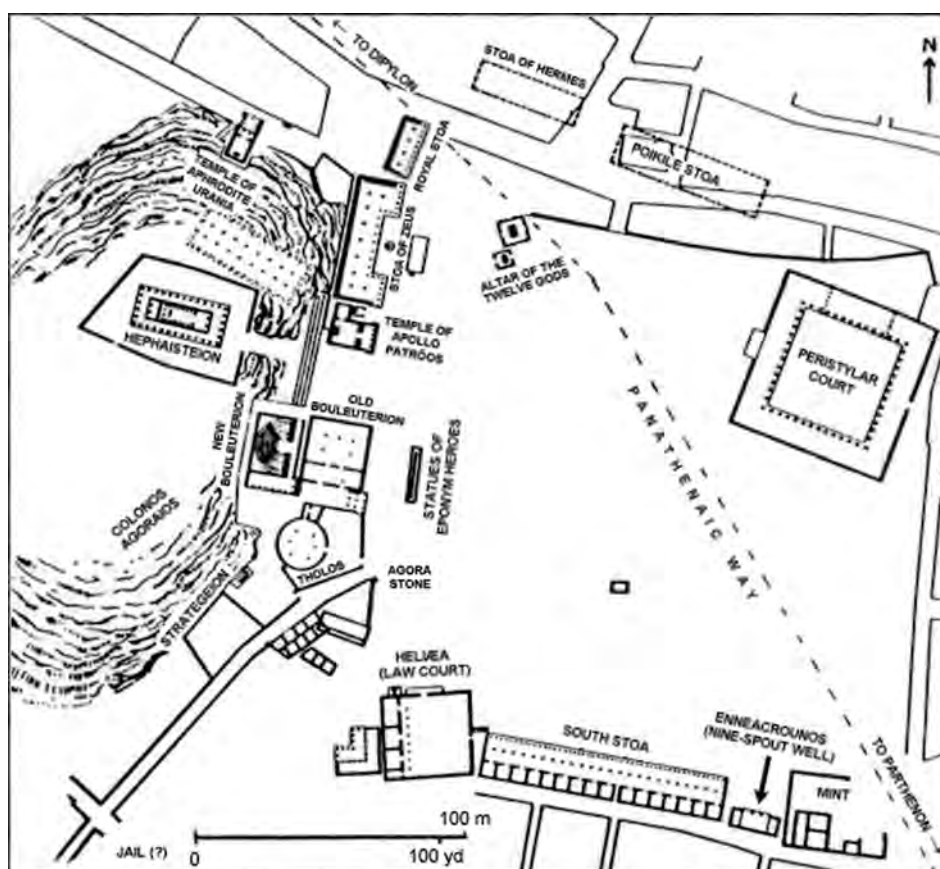 N
TO DIPYLON
STOA OF HERMES
ROYAL STOA
POIKILE STOA
TEMPLE OF
APHRODITE
URANIA
STOA OF ZEUS
ALTAR OF THE
TWELVE GODS
HEPHAISTEION
TEMPLE OF
APOLLO
PATRÓOS
PERISTYLAR
COURT
OLD
BOULEUTERION
NEW
BOULEUTERION
STATUES OF
EPONYM HEROES
PANATHENAIC WAY
COLONOS
AGORAIOS
THOLOS
AGORA
STONE
STRATEGEION
HELIÆA
(LAW COURT)
SOUTH STOA
ENNEACROUNOS
(NINE-SPOUT WELL)
MINT
TO PARTHENON
JAIL (?)
100 m
0
100 yd